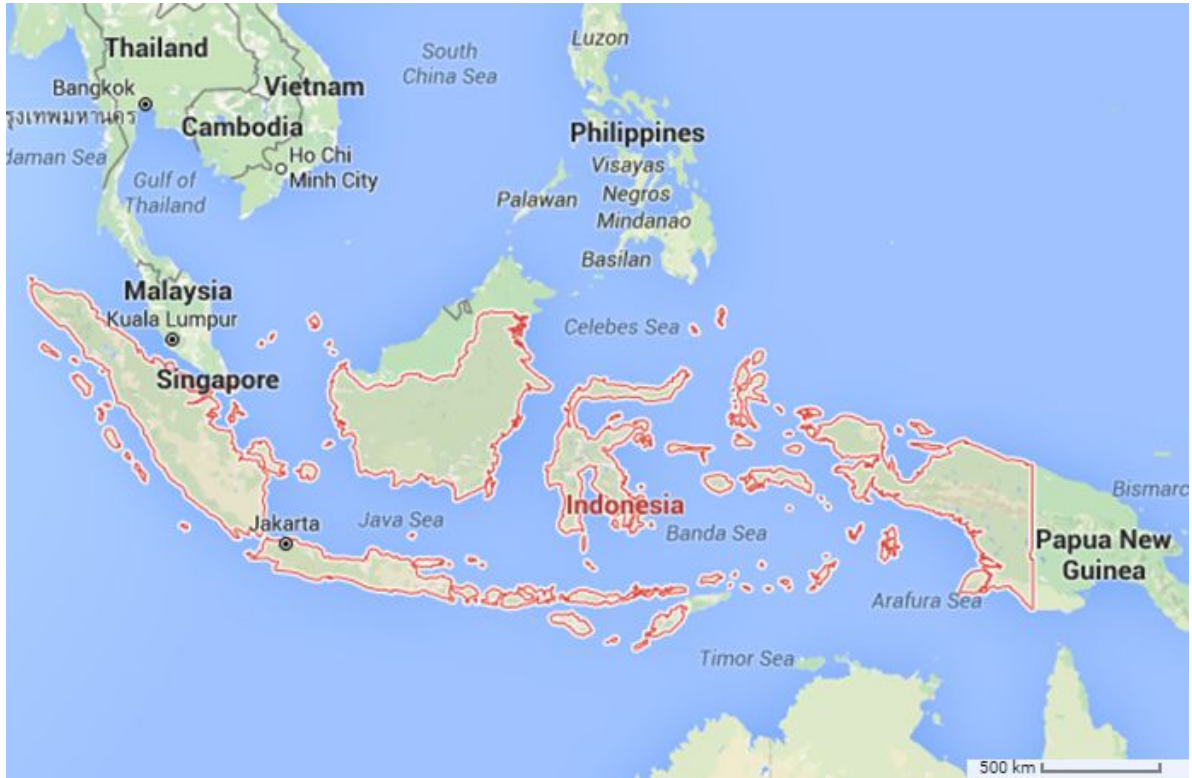 Thailand
Bangkok
รุงเทพมหานคร
South
China Sea
Luzon
Vietnam
Cambodia
Philippines
daman Sea
Ho Chi
Minh City
Gulf of
Thailand
Visayas
Palawan
Negros
Mindanao
Basilan
Malaysia
Kuala Lumpur
Celebes Sea
Singapore
Indonesia
Bismarc
Jakarta
Java Sea
Banda Sea
Papua New
Guinea
Arafura Sea
Timor Sea
500 km